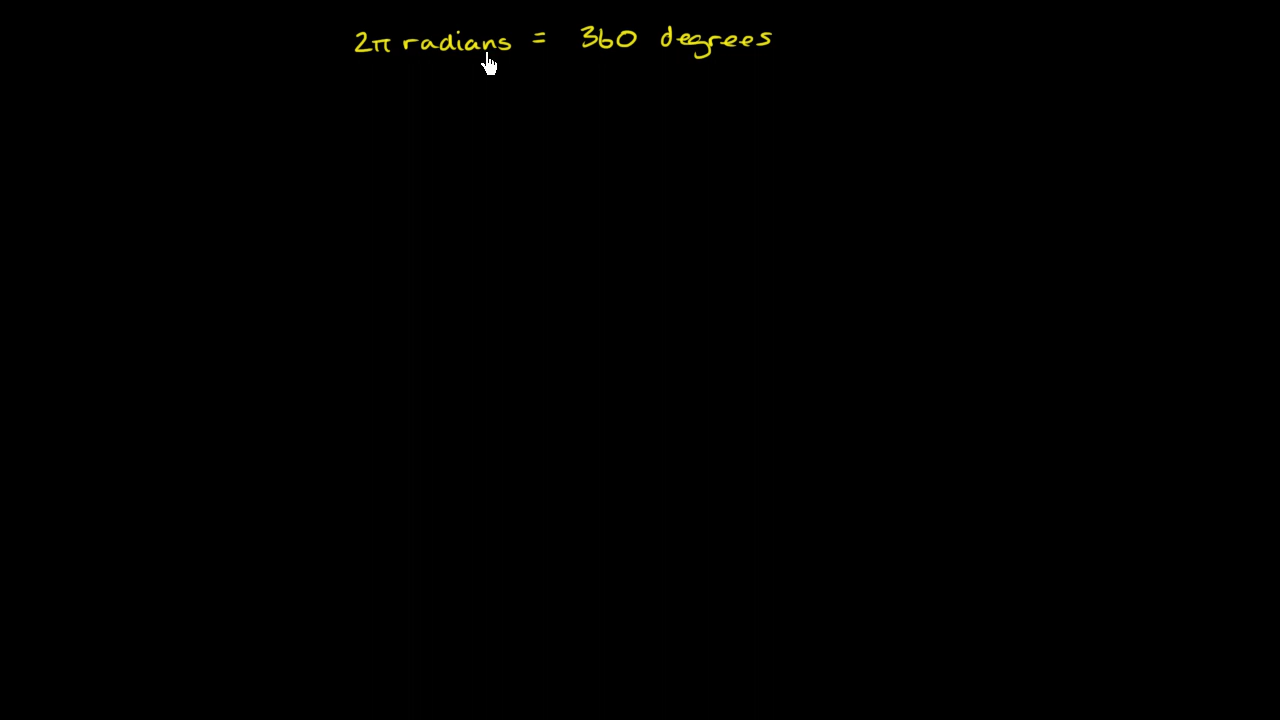 2π radians = 360 degrees